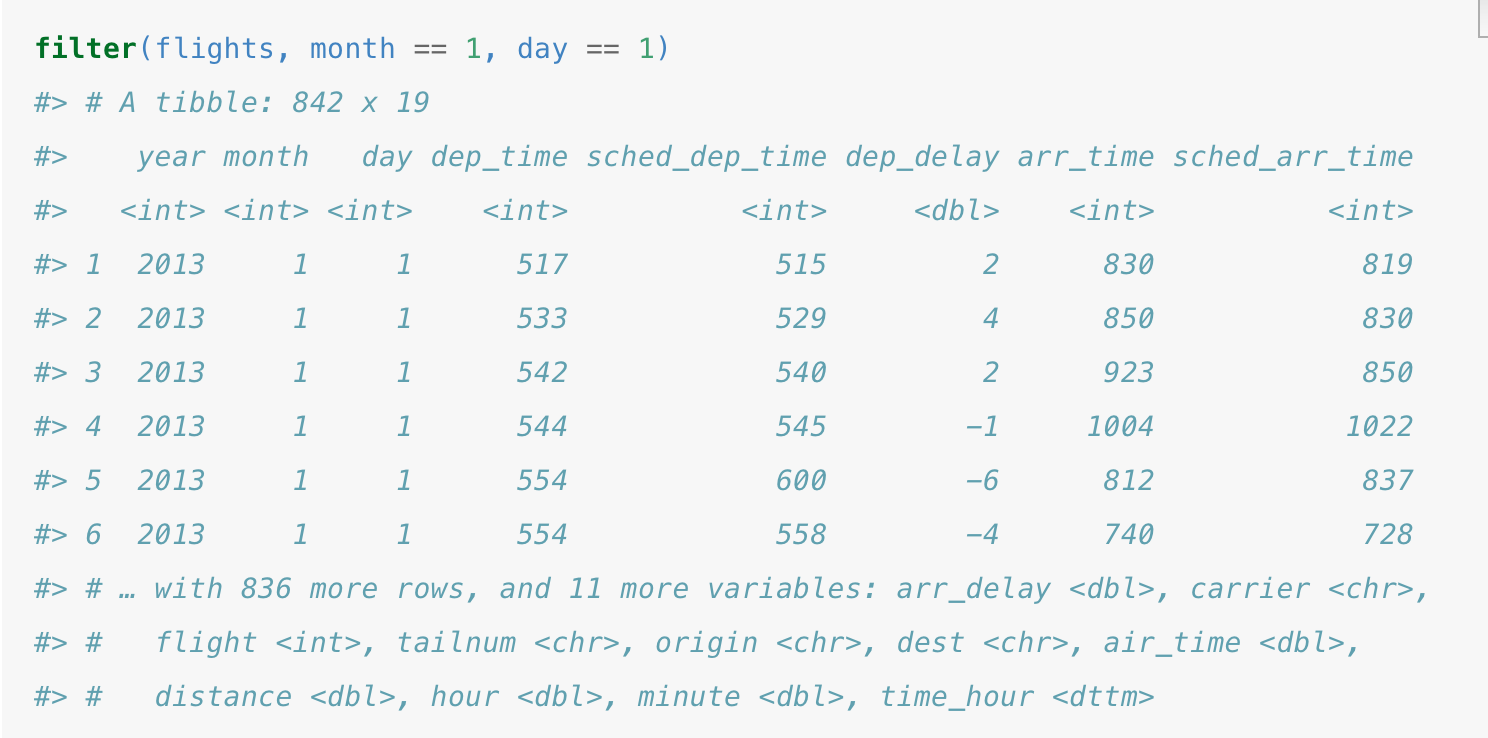 filter(flights, month == 1, day == 1)
#> # A tibble: 842 x 19
#>    year month   day dep_time sched_dep_time dep_delay arr_time sched_arr_time
#>   <int> <int> <int>    <int>          <int>     <dbl>    <int>          <int>
#> 1  2013     1     1      517            515         2      830            819
#> 2  2013     1     1      533            529         4      850            830
#> 3  2013     1     1      542            540         2      923            850
#> 4  2013     1     1      544            545        −1     1004           1022
#> 5  2013     1     1      554            600        −6      812            837
#> 6  2013     1     1      554            558        −4      740            728
#> # … with 836 more rows, and 11 more variables: arr_delay <dbl>, carrier <chr>,
#> #   flight <int>, tailnum <chr>, origin <chr>, dest <chr>, air_time <dbl>,
#> #   distance <dbl>, hour <dbl>, minute <dbl>, time_hour <dttm>